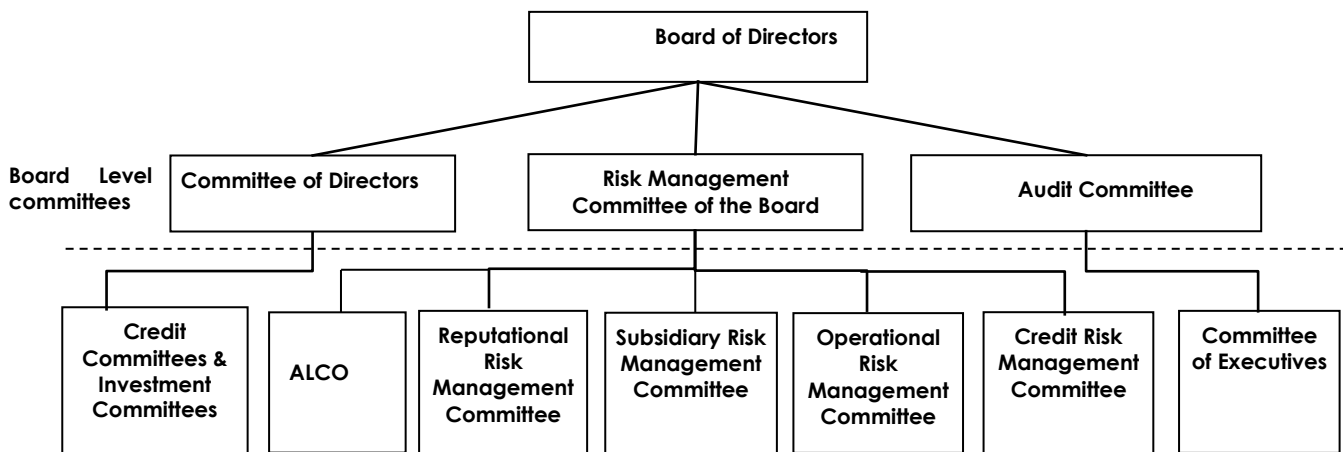 Board of Directors
Board Level
committees
Committee of Directors
Risk Management
Committee of the Board
Audit Committee
Credit
Committees &
Investment
Committees
ALCO
Reputational
Risk
Management
Committee
Subsidiary Risk
Management
Committee
Operational
Risk
Management
Committee
Credit Risk
Management
Committee
Committee
of Executives